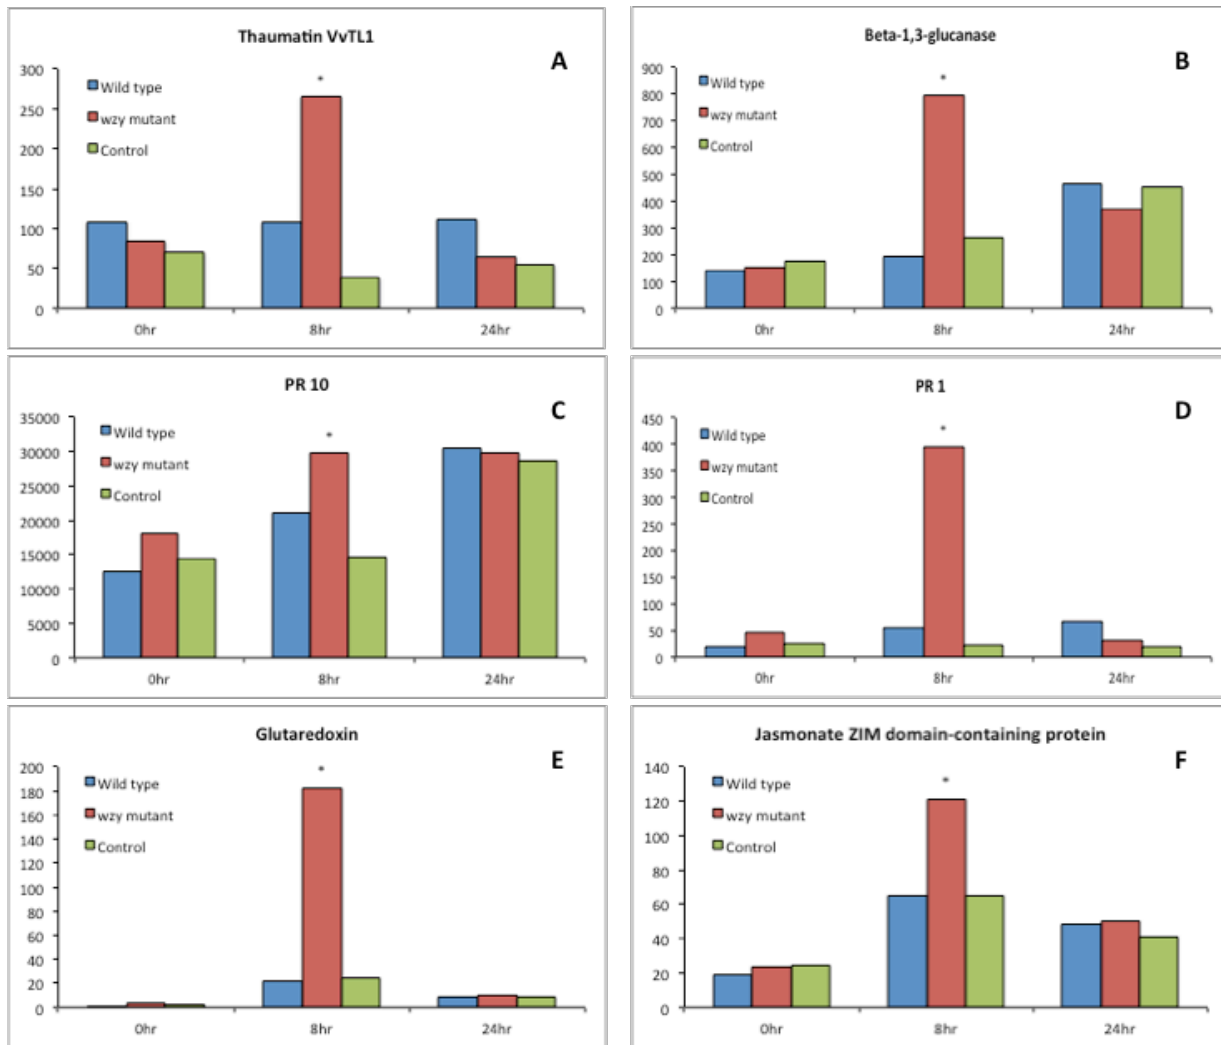 Thaumatin VvTL1
A
300
250
200
150
100
50
0
Wild type
wzy mutant
Control
*
0hr
8hr
24hr
Beta-1,3-glucanase
B
900
800
700
600
500
400
300
200
100
0
Wild type
wzy mutant
Control
*
0hr
8hr
24hr
PR 10
C
35000
30000
25000
20000
15000
10000
5000
0
Wild type
wzy mutant
Control
*
0hr
8hr
24hr
PR 1
D
450
400
350
300
250
200
150
100
50
0
Wild type
wzy mutant
Control
*
0hr
8hr
24hr
Glutaredoxin
E
200
180
160
140
120
100
80
60
40
20
0
Wild type
wzy mutant
Control
*
0hr
8hr
24hr
Jasmonate ZIM domain-containing protein
F
140
120
100
80
60
40
20
0
Wild type
wzy mutant
Control
*
0hr
8hr
24hr